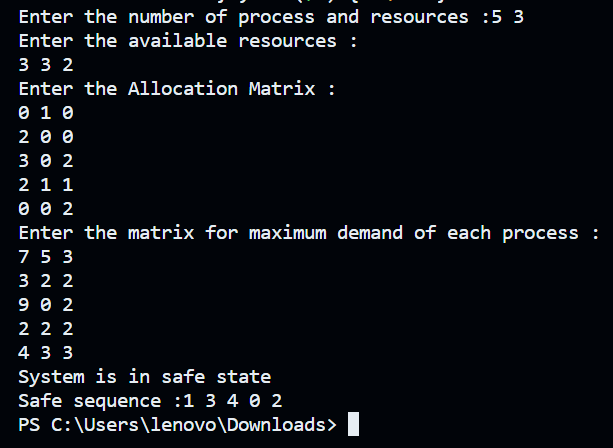 Enter the number of process and resources :5 3
Enter the available resources :
3 3 2
Enter the Allocation Matrix :
0 1 0
2 0 0
3 0 2
2 1 1
0 0 2
Enter the matrix for maximum demand of each process :
7 5 3
3 2 2
9 0 2
2 2 2
4 3 3
System is in safe state
Safe sequence :1 3 4 0 2
PS C:\Users\lenovo\Downloads>